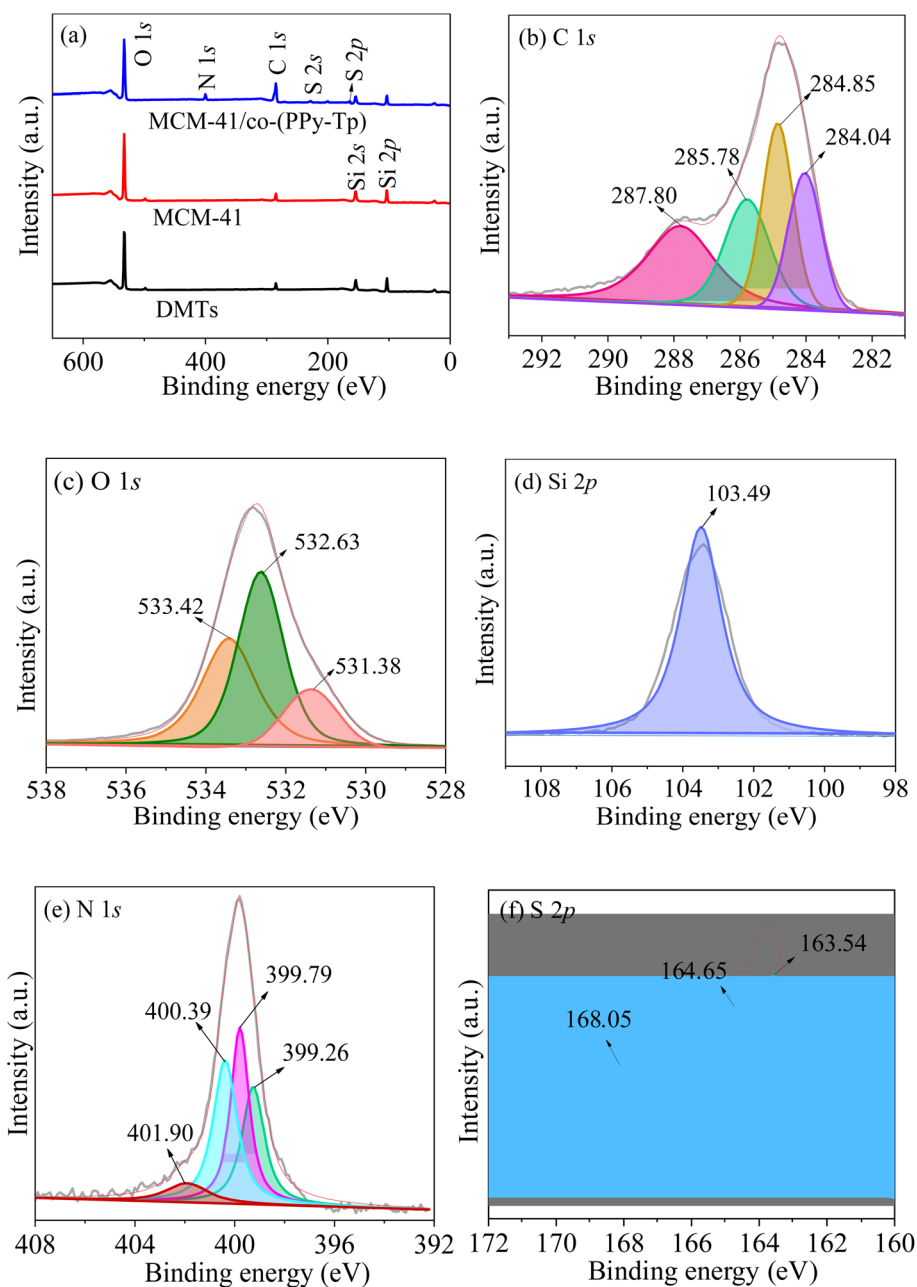 (a)
O 1s
N 1s
C 1s
S 2s
S 2p
MCM-41/co-(PPy-Tp)
Si 2s
Si 2p
MCM-41
DMTs
Intensity (a.u.)
600 400 200 0
Binding energy (eV)
(b) C 1s
284.85
284.04
285.78
287.80
Intensity (a.u.)
292 290 288 286 284 282
Binding energy (eV)
(c) O 1s
532.63
533.42
531.38
Intensity (a.u.)
538 536 534 532 530 528
Binding energy (eV)
(d) Si 2p
103.49
Intensity (a.u.)
108 106 104 102 100 98
Binding energy (eV)
(e) N 1s
399.79
400.39
399.26
401.90
Intensity (a.u.)
408 404 400 396 392
Binding energy (eV)
(f) S 2p
163.54
164.65
168.05
Intensity (a.u.)
172 170 168 166 164 162 160
Binding energy (eV)